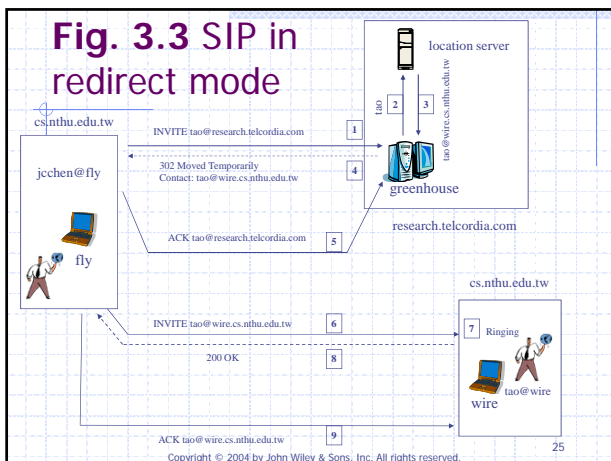 Fig. 3.3 SIP in
redirect mode
location server
tao
2
3
tao@wire.cs.nthu.edu.tw
cs.nthu.edu.tw
INVITE tao@research.telcordia.com
1
302 Moved Temporarily
Contact: tao@wire.cs.nthu.edu.tw
4
jcchen@fly
greenhouse
ACK tao@research.telcordia.com
5
research.telcordia.com
fly
cs.nthu.edu.tw
INVITE tao@wire.cs.nthu.edu.tw
6
7
Ringing
200 OK
8
tao@wire
wire
9
ACK tao@wire.cs.nthu.edu.tw
25
Copyright © 2004 by John Wiley & Sons, Inc. All rights reserved.